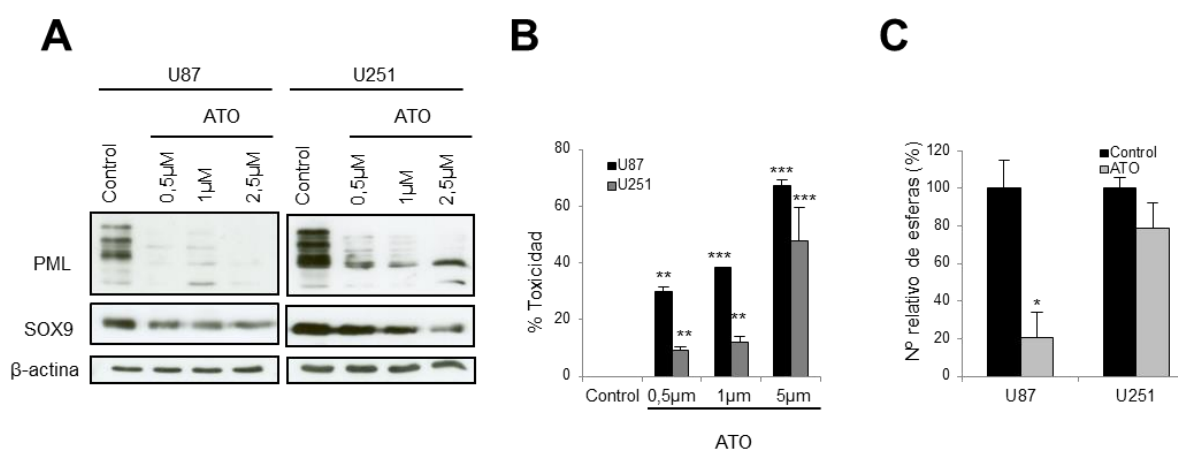 A
U87
U251
ATO
ATO
Control
0,5µM
1µM
2,5µM
Control
2,5µM
1µM
2,5µM
PML
SOX9
β-actina
B
% Toxicidad
80
60
40
20
0
U87
U251
**
**
***
**
***
***
Control
0,5µm
1µm
5µm
ATO
C
Nº relativo de esferas (%)
120
100
80
60
40
20
0
Control
ATO
*
U87
U251